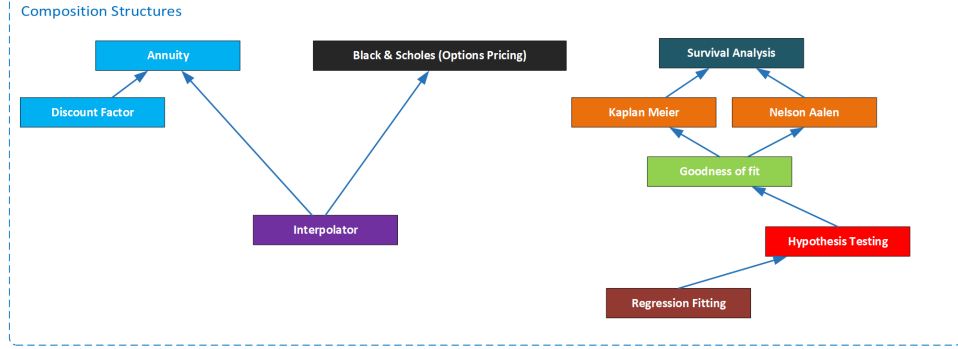 Composition Structures
Annuity
Black & Scholes (Options Pricing)
Survival Analysis
Discount Factor
Kaplan Meier
Nelson Aalen
Goodness of fit
Interpolator
Hypothesis Testing
Regression Fitting